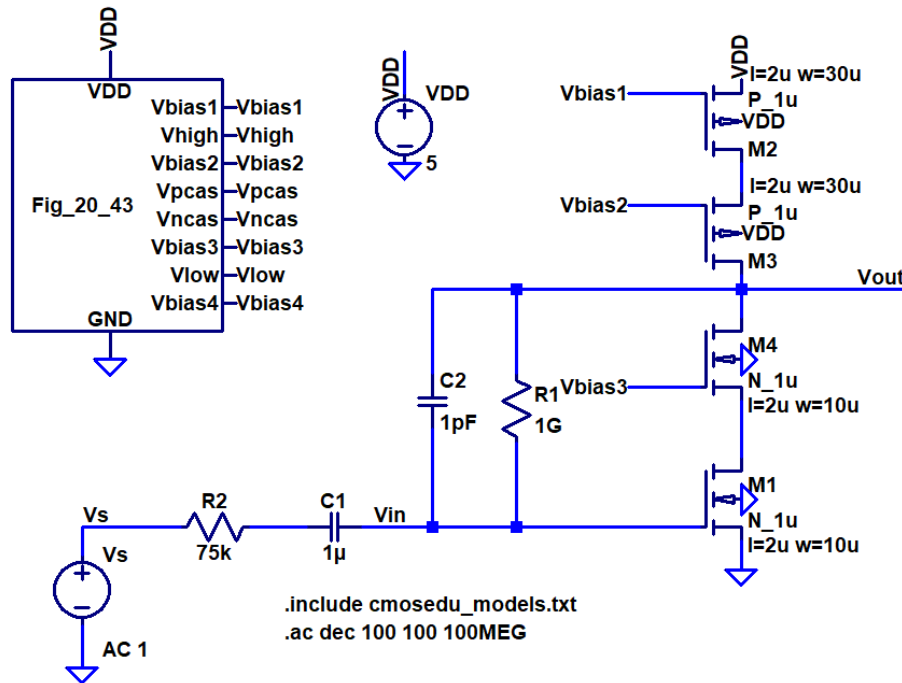 VDD
VDD
Vbias1 Vbias1
Vhigh Vhigh
Vbias2 Vbias2
Vpcas Vpcas
Fig_20_43
Vncas Vncas
Vbias3 Vbias3
Vlow Vlow
Vbias4 Vbias4
GND
VDD
VDD
5
VDD
l=2u w=30u
Vbias1
P_1u
VDD
M2
l=2u w=30u
Vbias2
P_1u
VDD
M3
Vout
M4
Vbias3
N_1u
l=2u w=10u
C2
1pF
R1
1G
M1
N_1u
l=2u w=10u
Vs
R2
75k
C1
1µ
Vin
Vs
AC 1
.include cmosedu_models.txt
.ac dec 100 100 100MEG